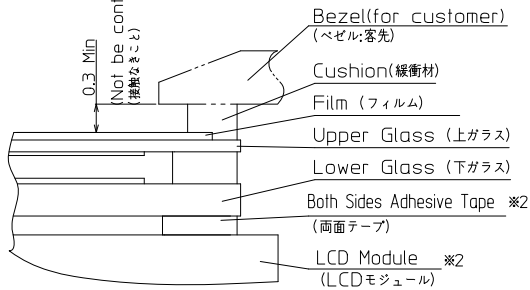 Bezel(for customer)
(ベゼル:客先)
Cushion(緩衝材)
Film (フィルム)
Upper Glass (上ガラス)
Lower Glass (下ガラス)
Both Sides Adhesive Tape ※2
(両面テープ)
LCD Module ※2
(LCDモジュール)
0.3 Min
(Not be
(接触なきこと)